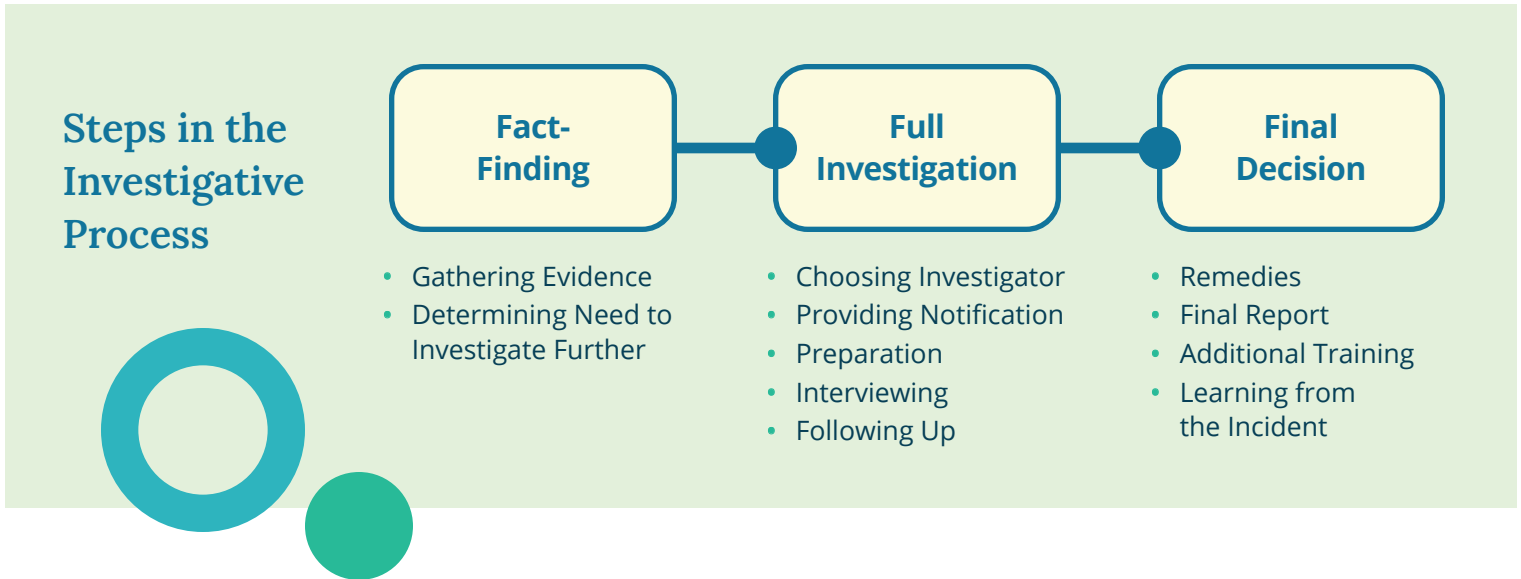 Steps in the
Investigative
Process
Fact-
Finding
• Gathering Evidence
• Determining Need to
Investigate Further
Full
Investigation
• Choosing Investigator
• Providing Notification
• Preparation
• Interviewing
• Following Up
Final
Decision
• Remedies
• Final Report
• Additional Training
• Learning from
the Incident